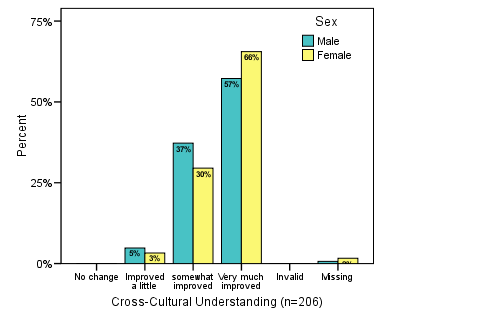 Sex
Male
Female
75%
50%
25%
0%
Percent
5%
3%
37%
30%
57%
66%
No change
Improved
a little
somewhat
improved
Very much
improved
Invalid
Missing
Cross-Cultural Understanding (n=206)